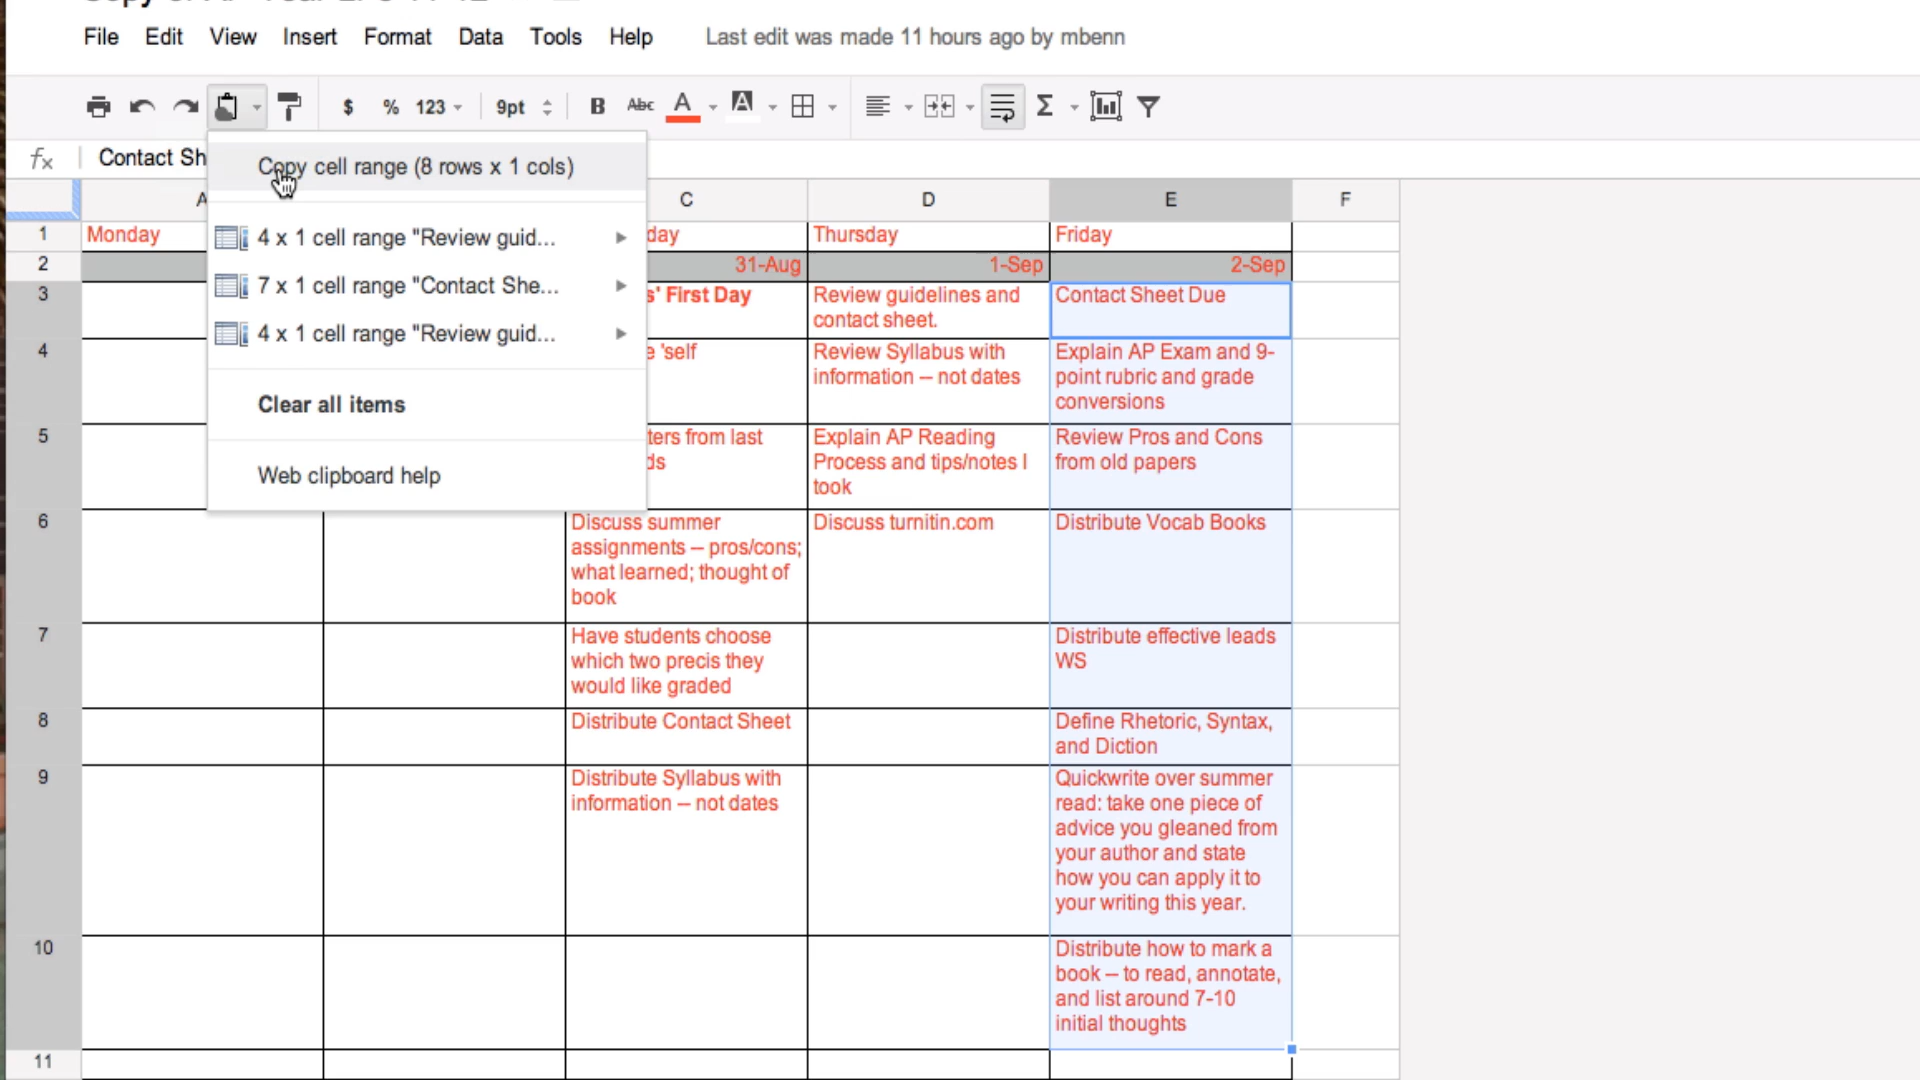 File Edit View Insert Format Data Tools Help Last edit was made 11 hours ago by mbenn
$ % 123 9pt B Abc A A Σ
fx Contact Sh
Copy cell range (8 rows x 1 cols)
4 x 1 cell range "Review guid...
7 x 1 cell range "Contact She...
4 x 1 cell range "Review guid...
Clear all items
Web clipboard help
A C D E F
1 Monday day Thursday Friday
2 31-Aug 1-Sep 2-Sep
3 s' First Day
Review guidelines and
contact sheet.
Contact Sheet Due
4 e 'self
Review Syllabus with
information – not dates
Explain AP Exam and 9-
point rubric and grade
conversions
5 ters from last
ds
Explain AP Reading
Process and tips/notes I
took
Review Pros and Cons
from old papers
6 Discuss summer
assignments – pros/cons;
what learned; thought of
book
Discuss turnitin.com
Distribute Vocab Books
7 Have students choose
which two precis they
would like graded
Distribute effective leads
WS
8 Distribute Contact Sheet
Define Rhetoric, Syntax,
and Diction
9 Distribute Syllabus with
information – not dates
Quickwrite over summer
read: take one piece of
advice you gleaned from
your author and state
how you can apply it to
your writing this year.
10 Distribute how to mark a
book – to read, annotate,
and list around 7-10
initial thoughts
11